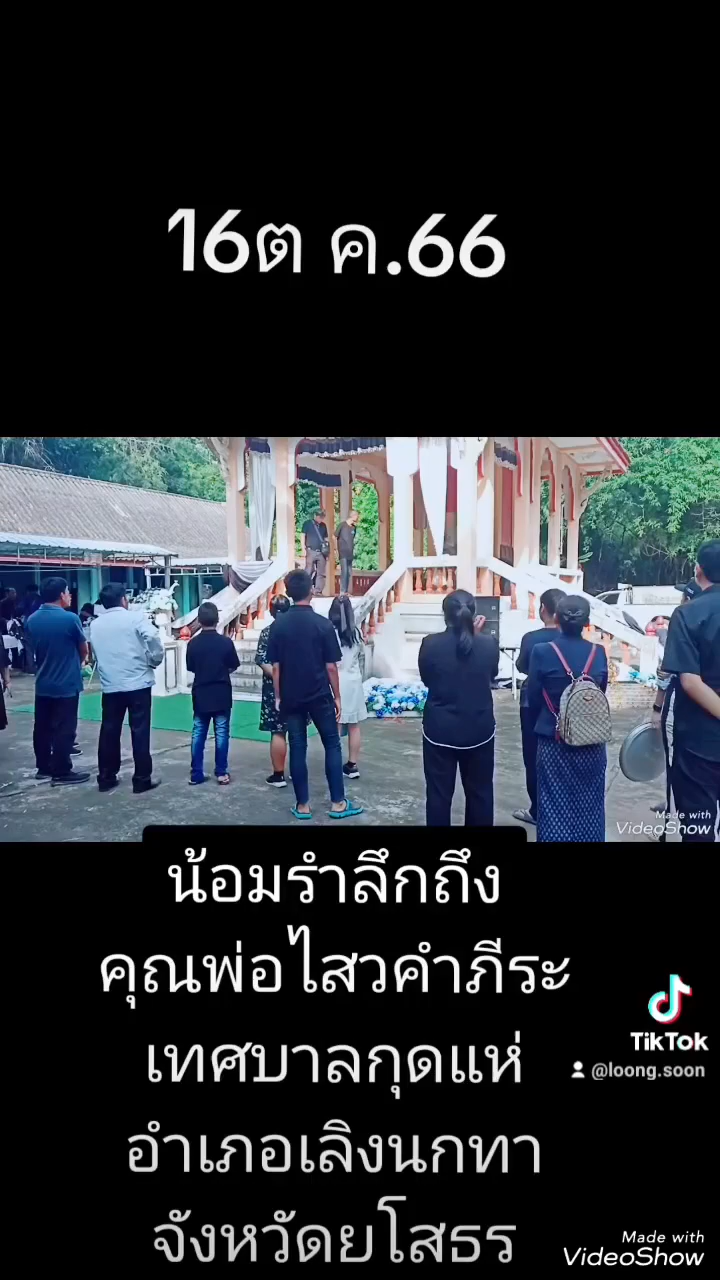 16ต ค.66
Made with
VideoShow
น้อมรำลึกถึง
คุณพ่อไสวคำภีระ
เทศบาลกุดแห่
อำเภอเลิงนกทา
จังหวัดยโสธร
TikTok
@loong.soon
Made with
VideoShow